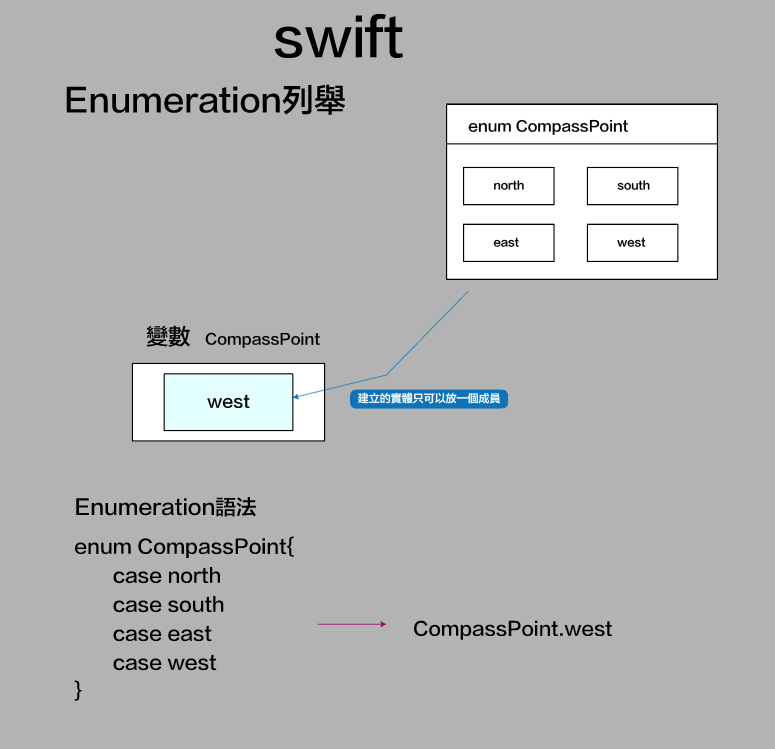 swift
Enumeration列舉
enum CompassPoint
north south
east west
變數 CompassPoint
west
建立的實體只可以放一個成員
Enumeration語法
enum CompassPoint{
case north
case south
case east
case west
}
CompassPoint.west